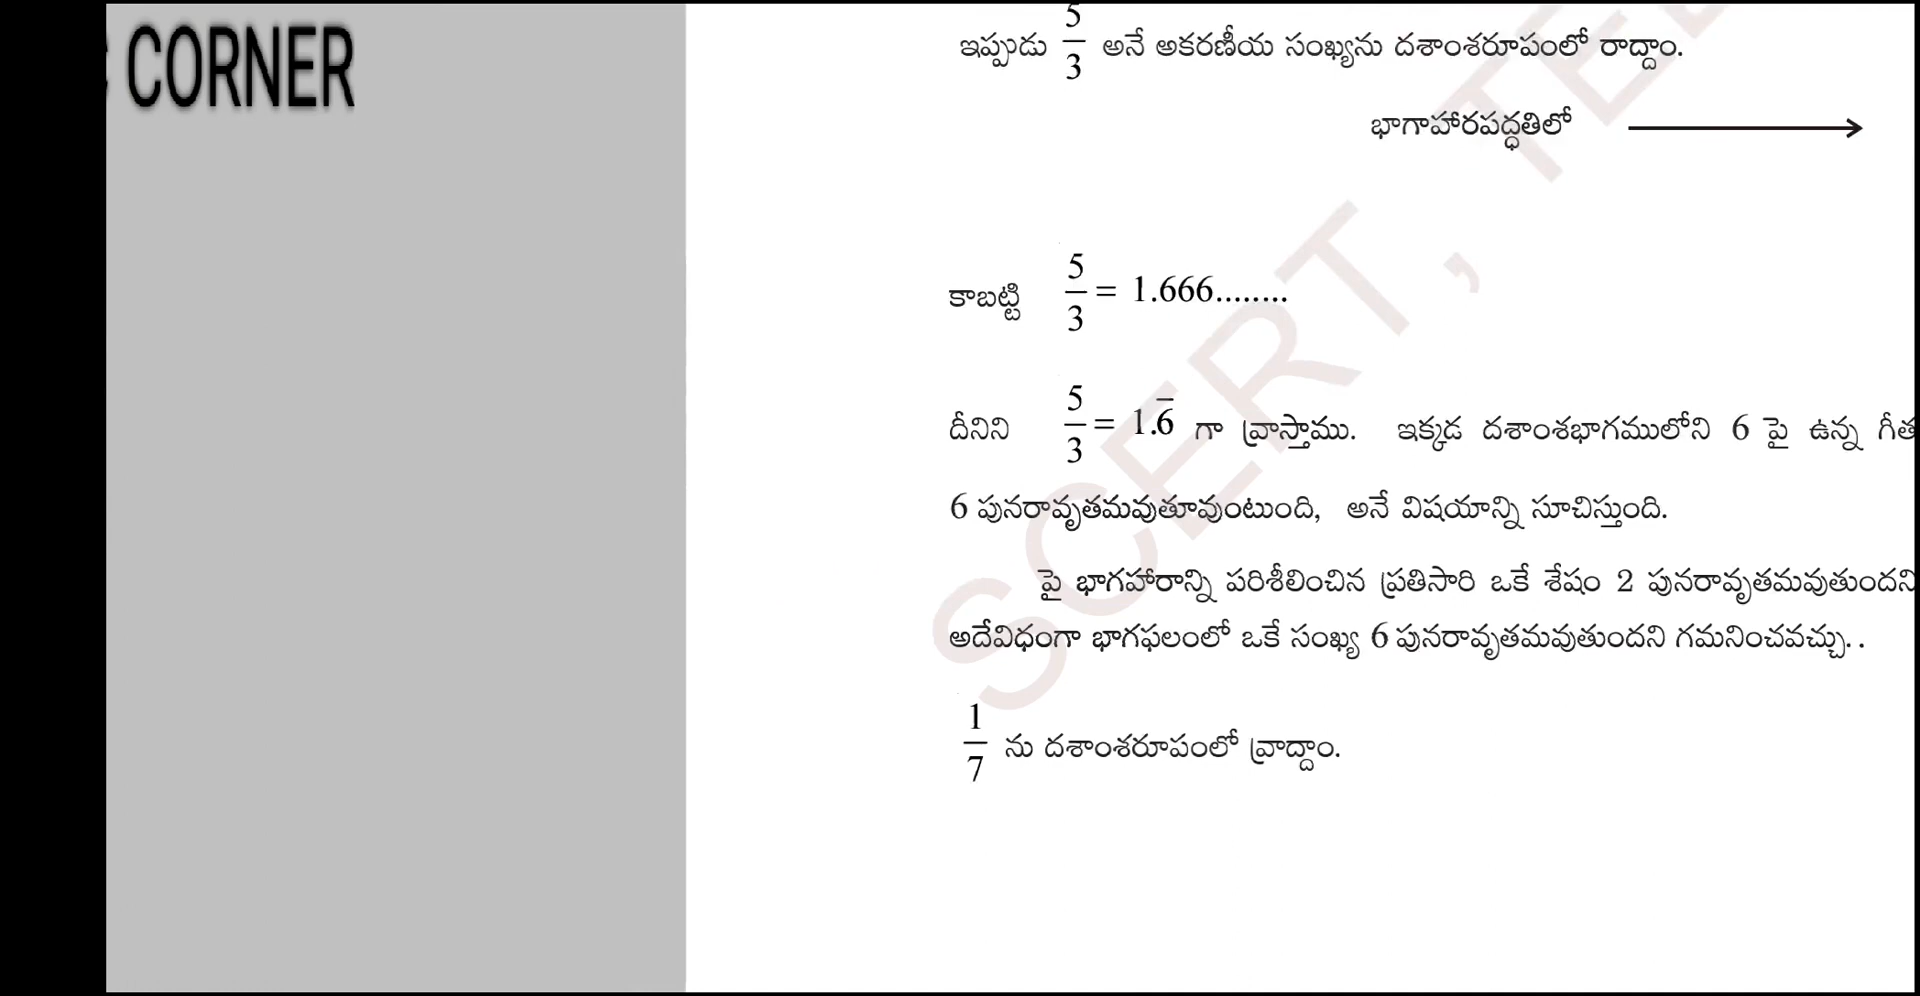 CORNER
ఇప్పుడు 5/3 అనే అకరణీయ సంఖ్యను దశాంశరూపంలో రాద్దాం.
భాగాహారపద్ధతిలో
కాబట్టి 5/3 = 1.666........
దీనిని 5/3 = 1.6̅ గా వ్రాస్తాము. ఇక్కడ దశాంశభాగములోని 6 పై ఉన్న గీత
6 పునరావృతమవుతూవుంటుంది, అనే విషయాన్ని సూచిస్తుంది.
పై భాగహారాన్ని పరిశీలించిన ప్రతిసారి ఒకే శేషం 2 పునరావృతమవుతుందని
అదేవిధంగా భాగఫలంలో ఒకే సంఖ్య 6 పునరావృతమవుతుందని గమనించవచ్చు..
1/7 ను దశాంశరూపంలో వ్రాద్దాం.
SCERT, TE